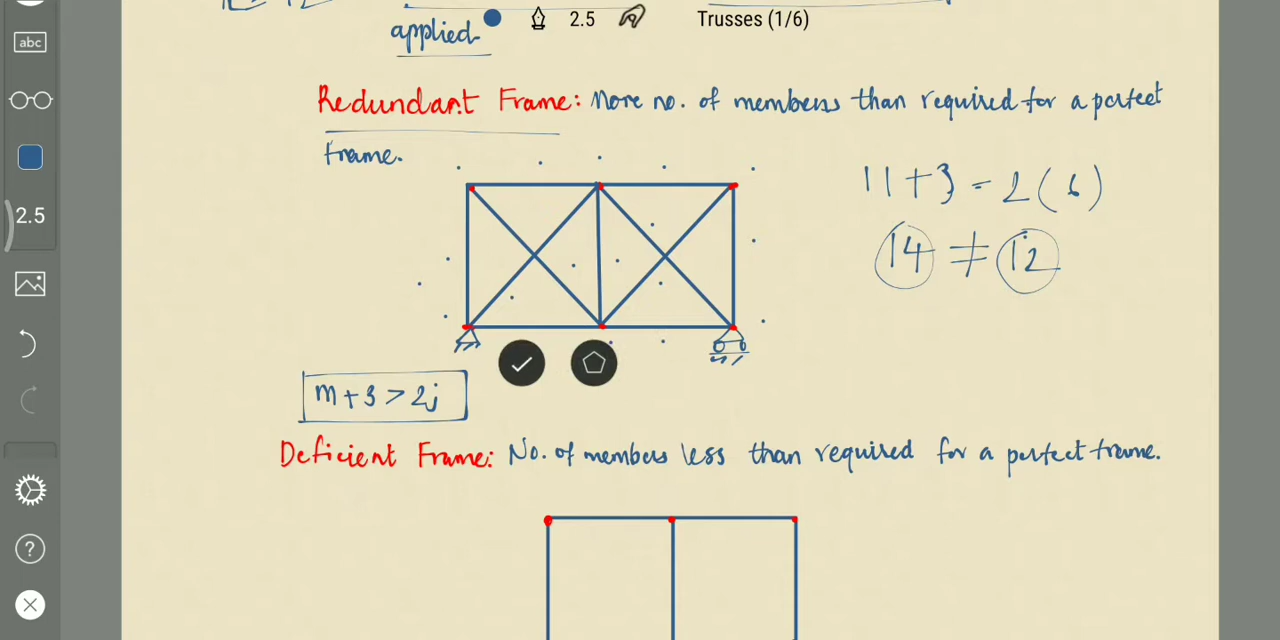 applied
2.5
Trusses (1/6)
abc
Redundant Frame: More no. of members than required for a perfect
frame.
11 + 3 = 2 (6)
14 ≠ 12
2.5
m + 3 > 2j
Deficient Frame: No. of members less than required for a perfect frame.
?